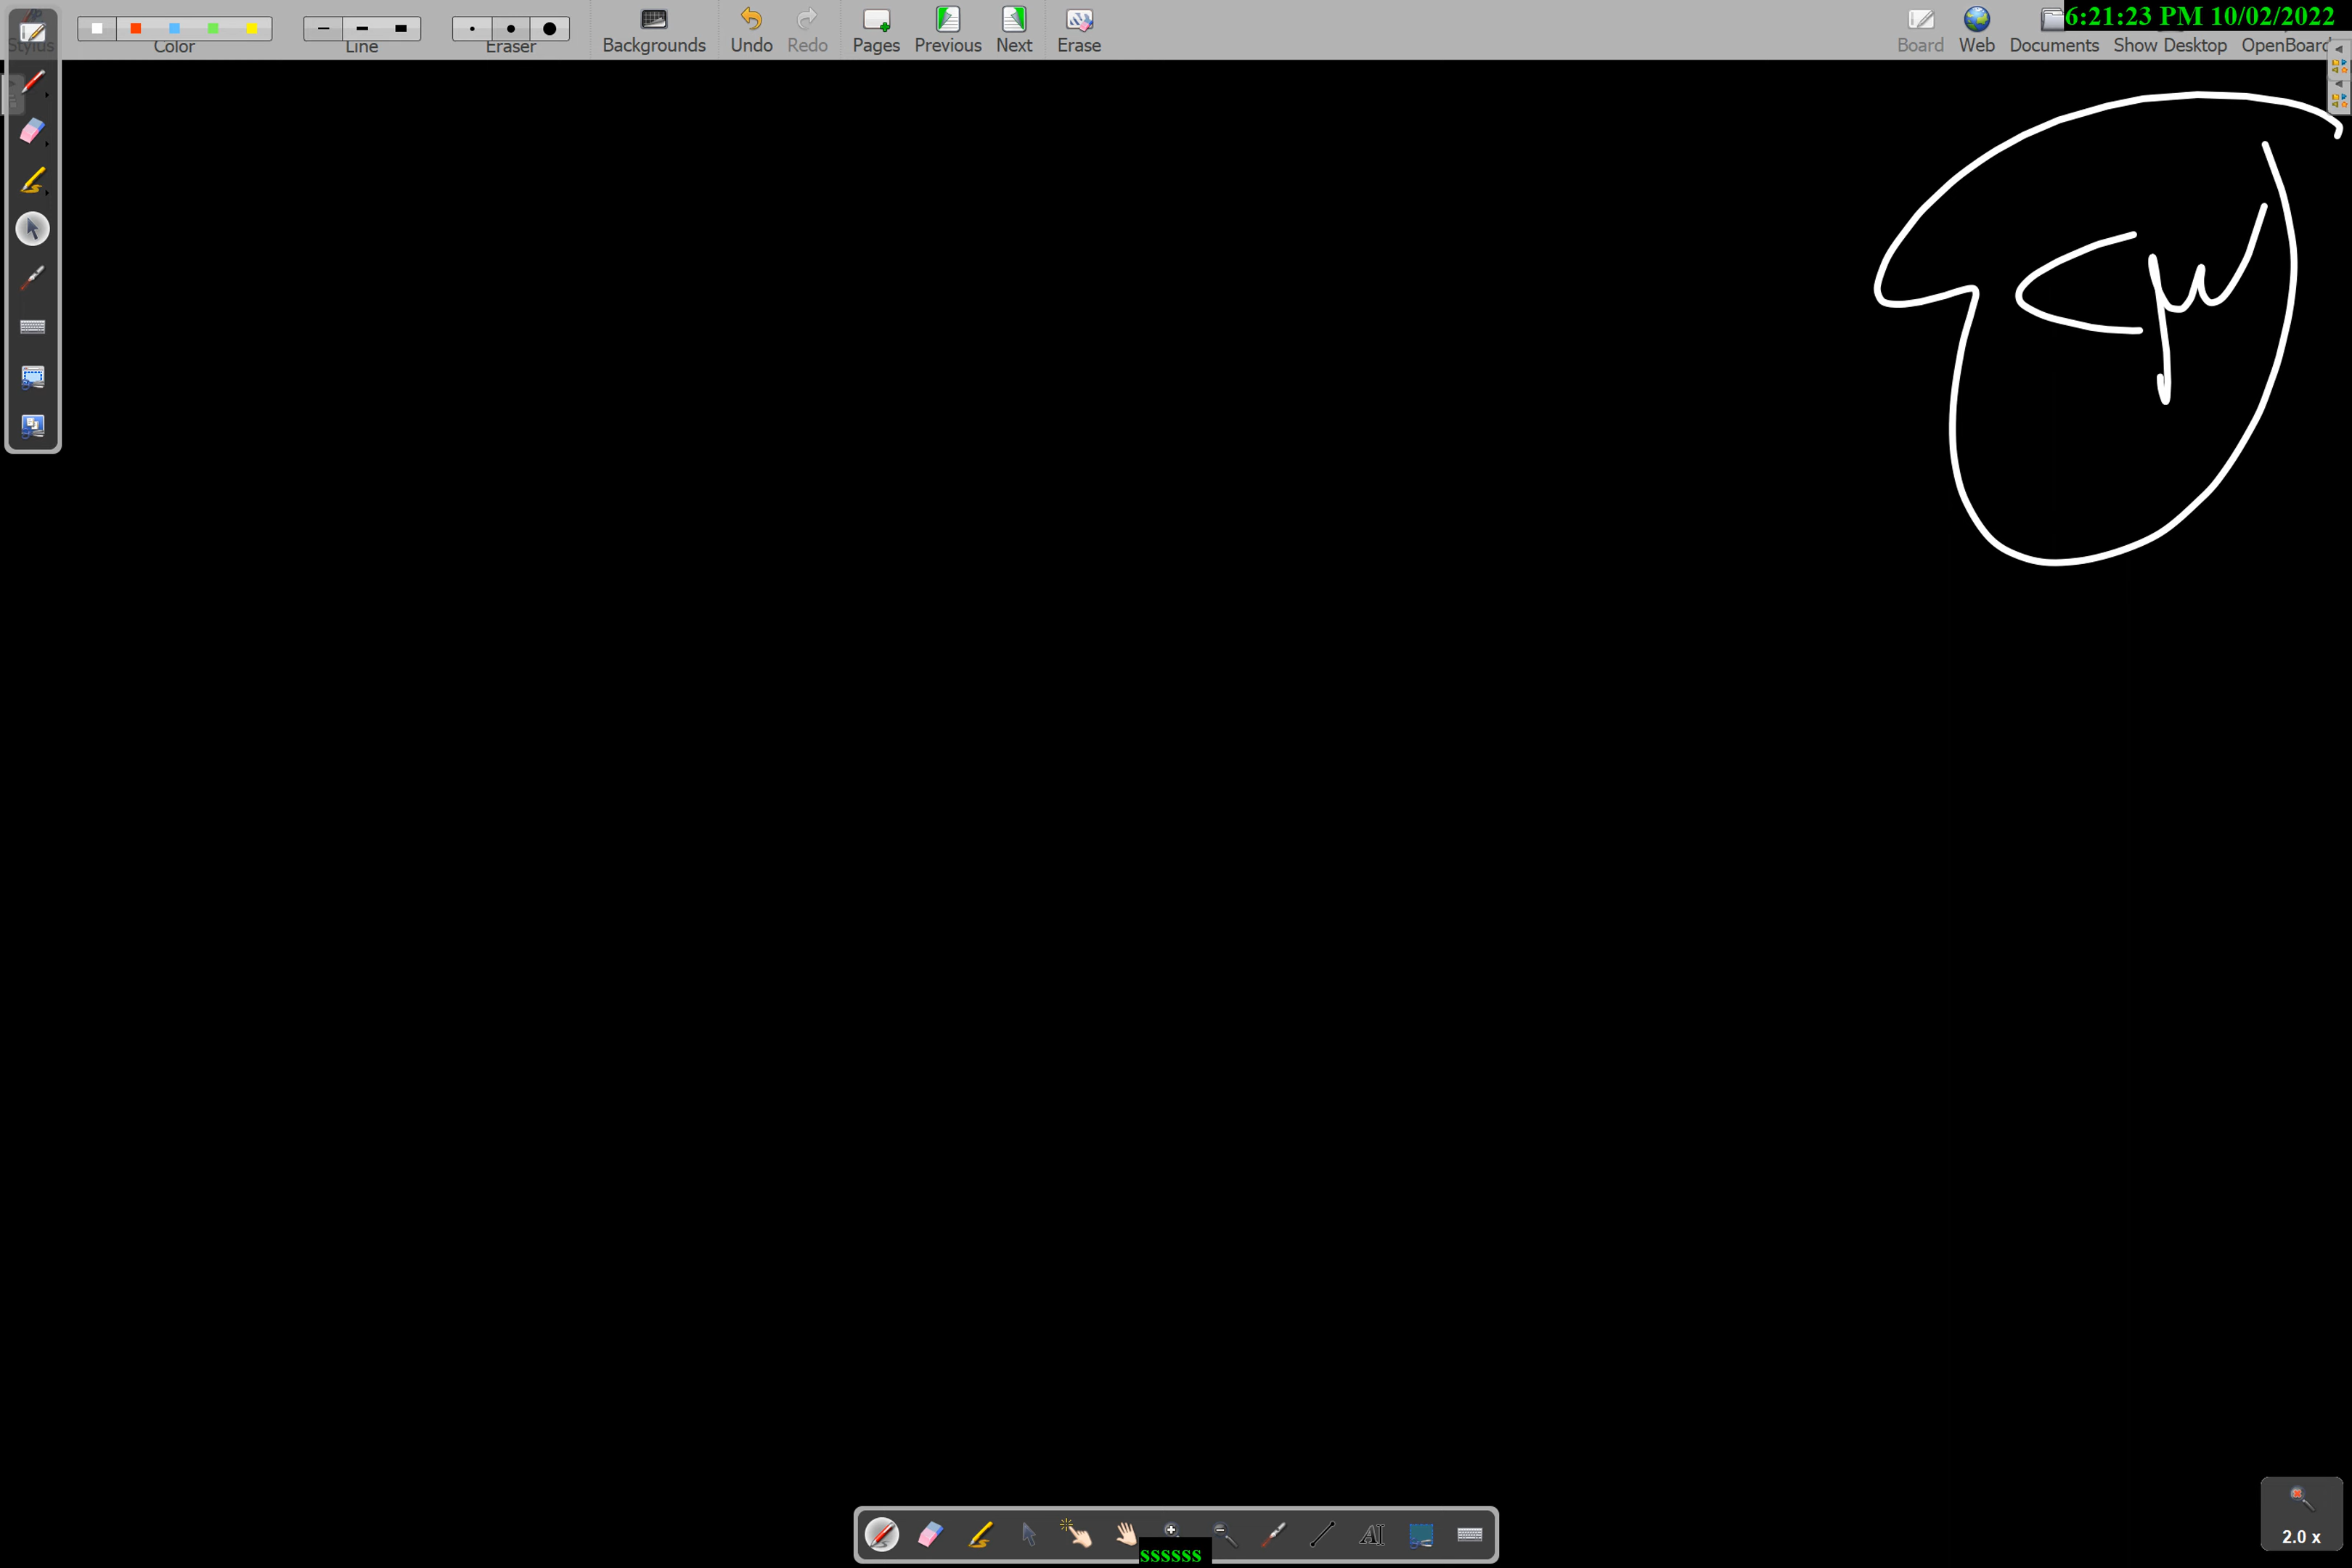 6:21:23 PM 10/02/2022
Stylus
Color
Line
Eraser
Backgrounds
Undo
Redo
Pages
Previous
Next
Erase
Board
Web
Documents
Show Desktop
OpenBoard
ssssss
2.0 x